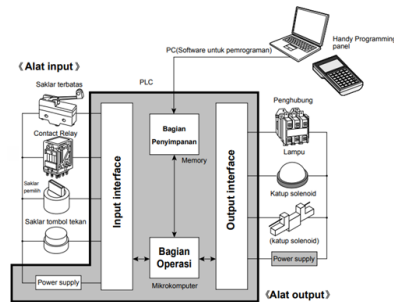 Handy Programming
panel
PC(Software untuk pemrograman)
《 Alat input》
PLC
Saklar terbatas
Contact Relay
Saklar
pemilih
Saklar tombol tekan
Power supply
Input interface
Bagian
Penyimpanan
Memory
Bagian
Operasi
Mikrokomputer
Output interface
Penghubung
Lampu
Katup solenoid
(katup solenoid)
Power supply
《Alat output》